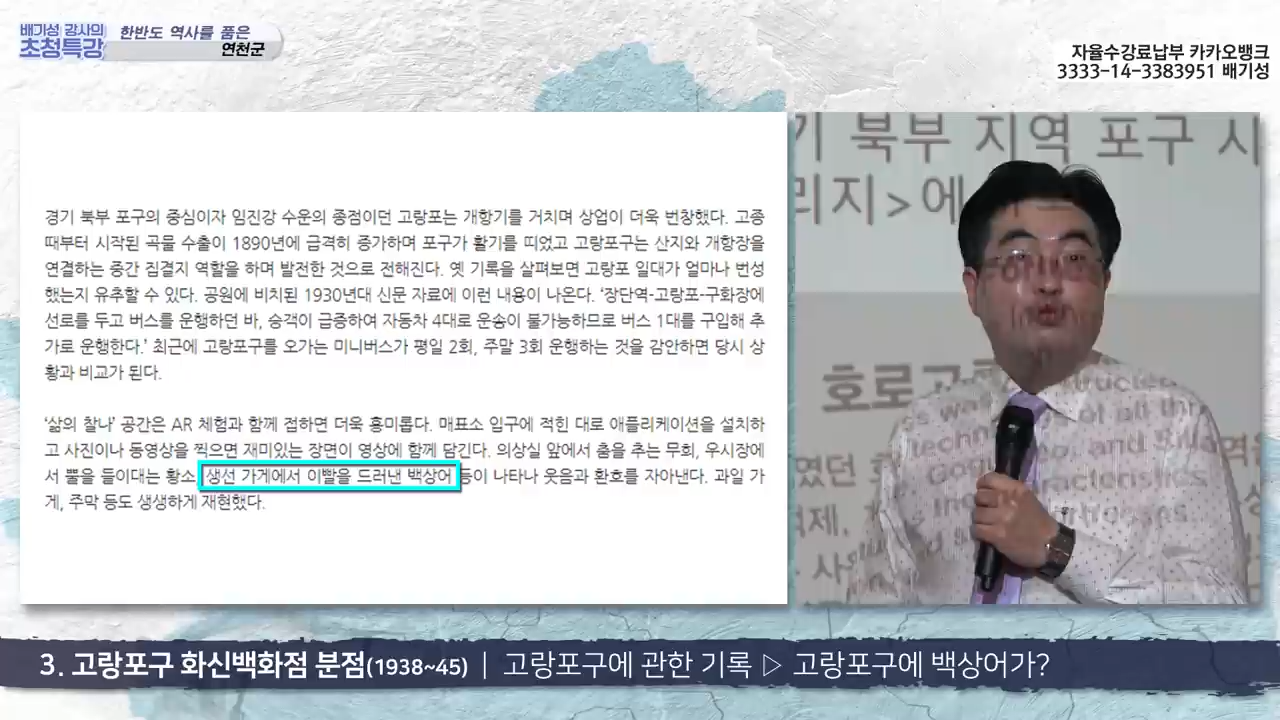 배기성 강사의
초청특강
한반도 역사를 품은
연천군
자율수강료납부 카카오뱅크
3333-14-3383951 배기성
경기 북부 포구의 중심이자 임진강 수운의 종점이던 고랑포는 개항기를 거치며 상업이 더욱 번창했다. 고종
때부터 시작된 곡물 수출이 1890년에 급격히 증가하며 포구가 활기를 띠었고 고랑포구는 산지와 개항장을
연결하는 중간 집결지 역할을 하며 발전한 것으로 전해진다. 옛 기록을 살펴보면 고랑포 일대가 얼마나 번성
했는지 유추할 수 있다. 공원에 비치된 1930년대 신문 자료에 이런 내용이 나온다. ‘장단역-고랑포-구화장에
선로를 두고 버스를 운행하던 바, 승객이 급증하여 자동차 4대로 운송이 불가능하므로 버스 1대를 구입해 추
가로 운행한다.’ 최근에 고랑포구를 오가는 미니버스가 평일 2회, 주말 3회 운행하는 것을 감안하면 당시 상
황과 비교가 된다.
‘삶의 찰나’ 공간은 AR 체험과 함께 접하면 더욱 흥미롭다. 매표소 입구에 적힌 대로 애플리케이션을 설치하
고 사진이나 동영상을 찍으면 재미있는 장면이 영상에 함께 담긴다. 의상실 앞에서 춤을 추는 무희, 우시장에
서 뿔을 들이대는 황소, 생선 가게에서 이빨을 드러낸 백상어 등이 나타나 웃음과 환호를 자아낸다. 과일 가
게, 주막 등도 생생하게 재현했다.
기 북부 지역 포구 시
리지>에
호로고
of all
techn
였던
3. 고랑포구 화신백화점 분점(1938~45) | 고랑포구에 관한 기록 ▷ 고랑포구에 백상어가?